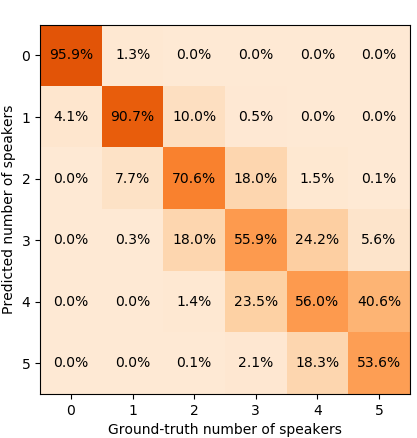 Predicted number of speakers
0 95.9% 1.3% 0.0% 0.0% 0.0% 0.0%
1 4.1% 90.7% 10.0% 0.5% 0.0% 0.0%
2 0.0% 7.7% 70.6% 18.0% 1.5% 0.1%
3 0.0% 0.3% 18.0% 55.9% 24.2% 5.6%
4 0.0% 0.0% 1.4% 23.5% 56.0% 40.6%
5 0.0% 0.0% 0.1% 2.1% 18.3% 53.6%
0 1 2 3 4 5
Ground-truth number of speakers